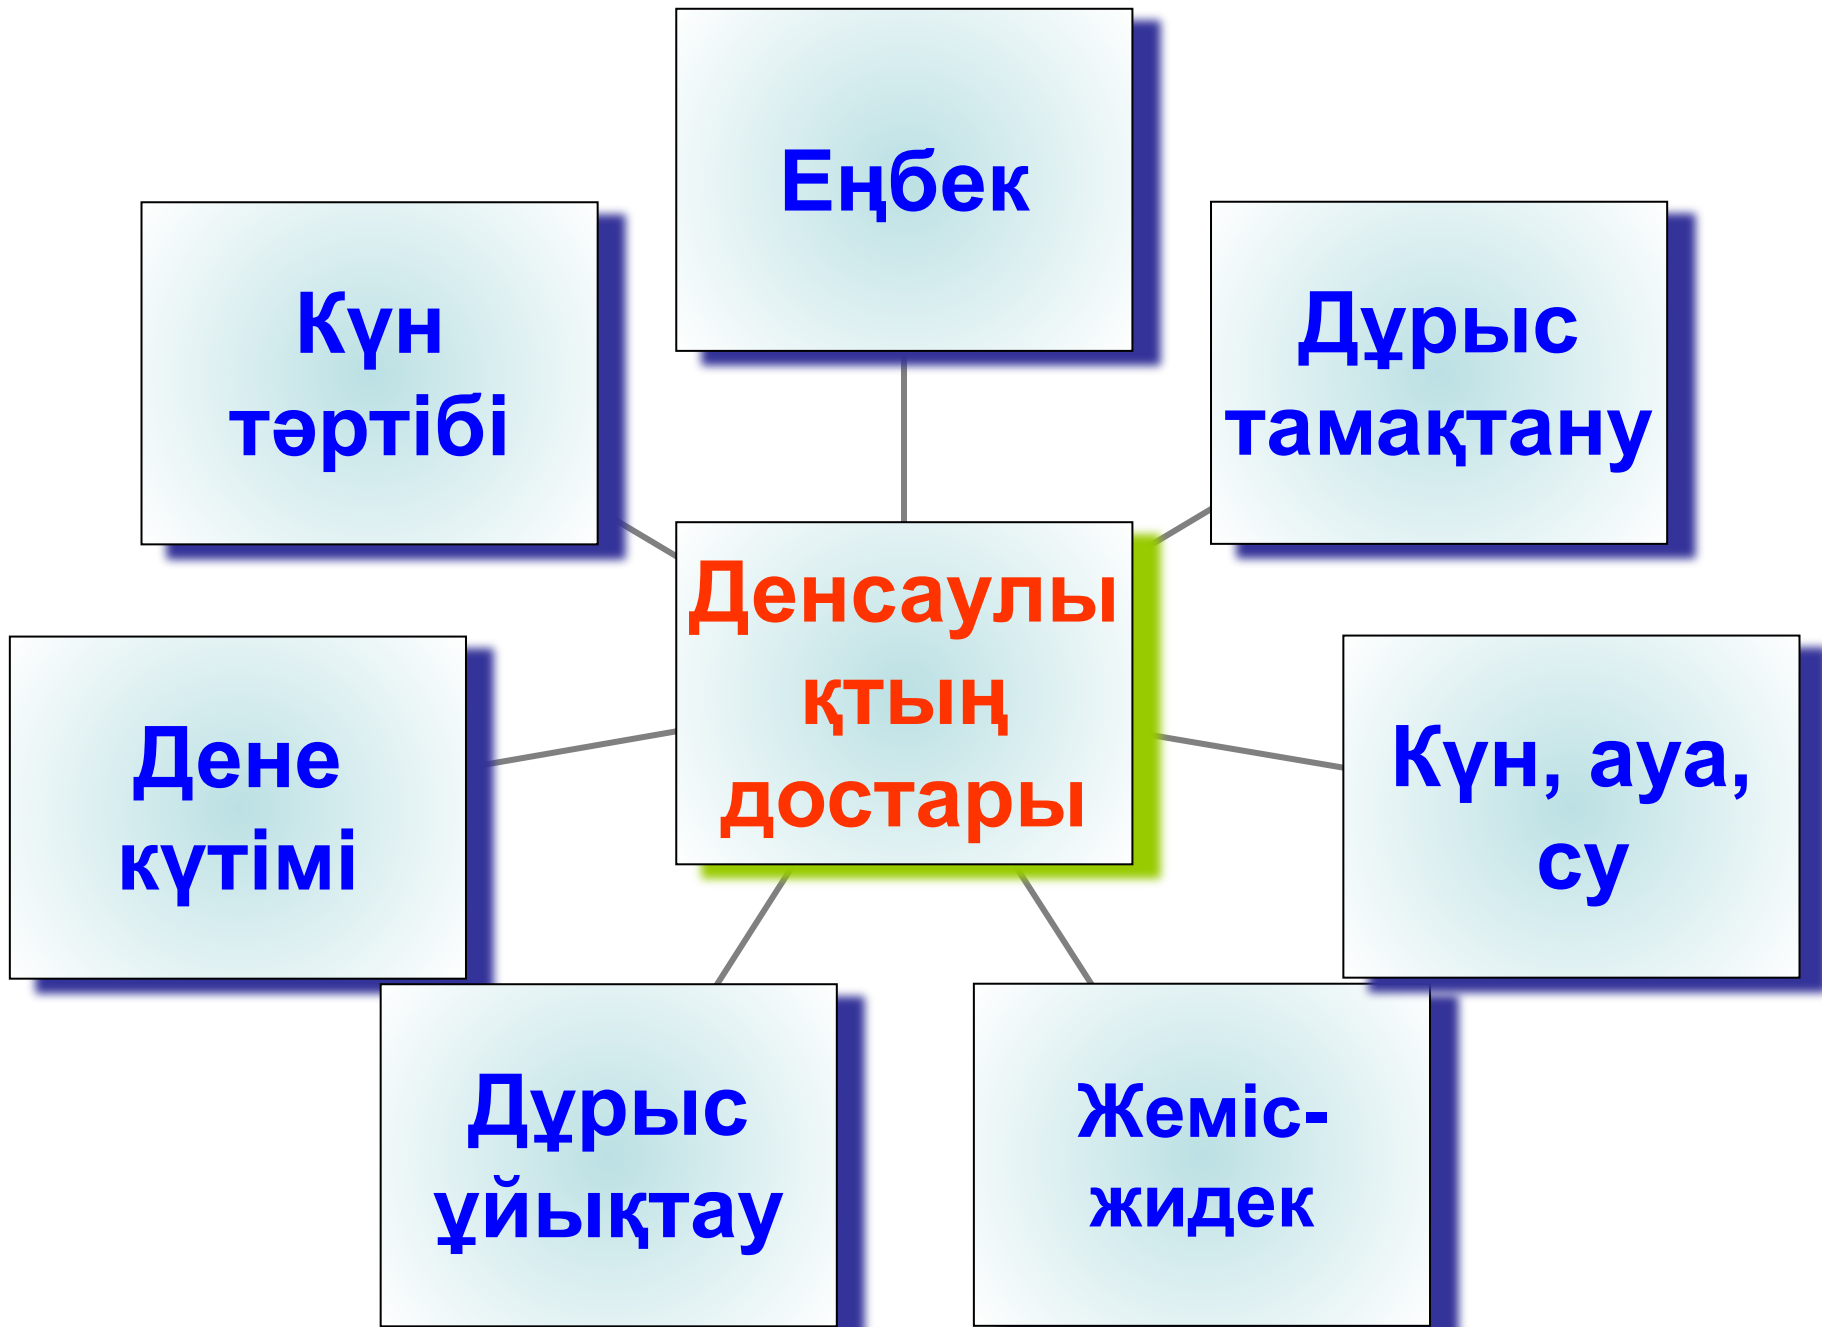 Еңбек
Күн
тәртібі
Дұрыс
тамақтану
Денсаулы
қтың
достары
Дене
күтімі
Күн, ауа,
су
Дұрыс
ұйықтау
Жеміс-
жидек